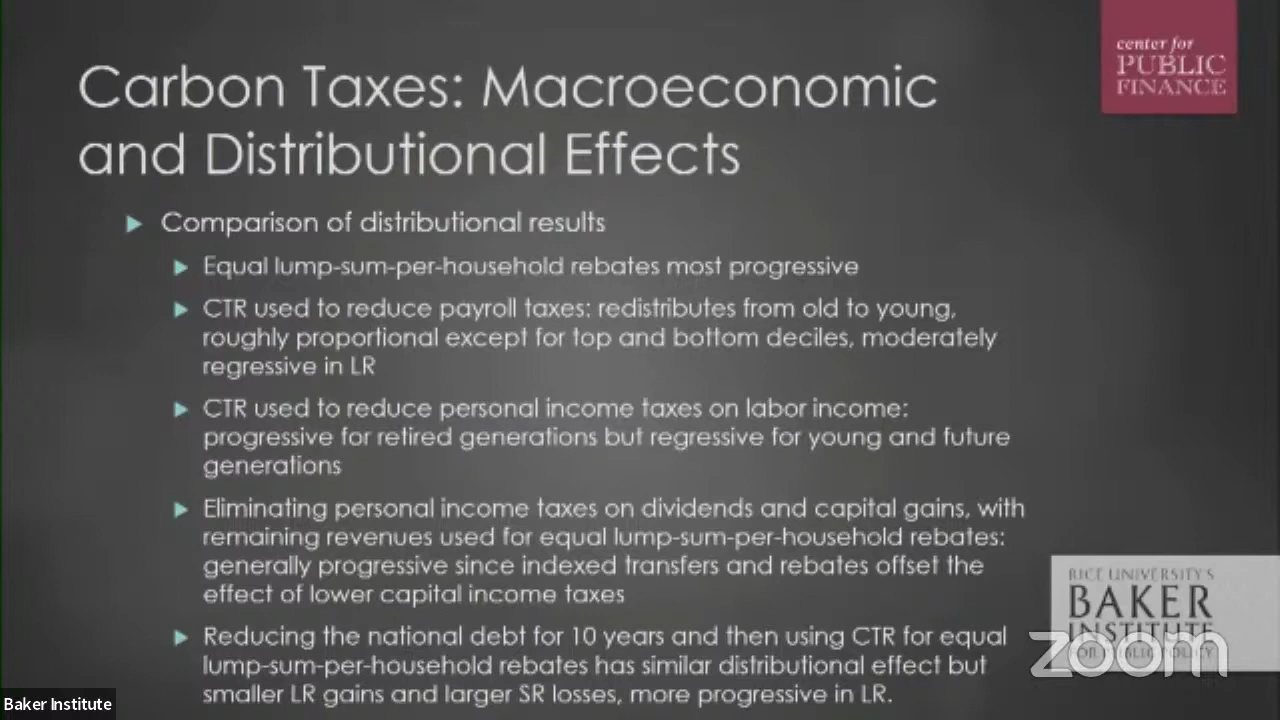 center for
PUBLIC
FINANCE
Carbon Taxes: Macroeconomic
and Distributional Effects
▶ Comparison of distributional results
▶ Equal lump-sum-per-household rebates most progressive
▶ CTR used to reduce payroll taxes: redistributes from old to young,
roughly proportional except for top and bottom deciles, moderately
regressive in LR
▶ CTR used to reduce personal income taxes on labor income:
progressive for retired generations but regressive for young and future
generations
▶ Eliminating personal income taxes on dividends and capital gains, with
remaining revenues used for equal lump-sum-per-household rebates:
generally progressive since indexed transfers and rebates offset the
effect of lower capital income taxes
▶ Reducing the national debt for 10 years and then using CTR for equal
lump-sum-per-household rebates has similar distributional effect but
smaller LR gains and larger SR losses, more progressive in LR.
RICE UNIVERSITY'S
BAKER
INSTITUTE
FOR PUBLIC POLICY
zoom
Baker Institute